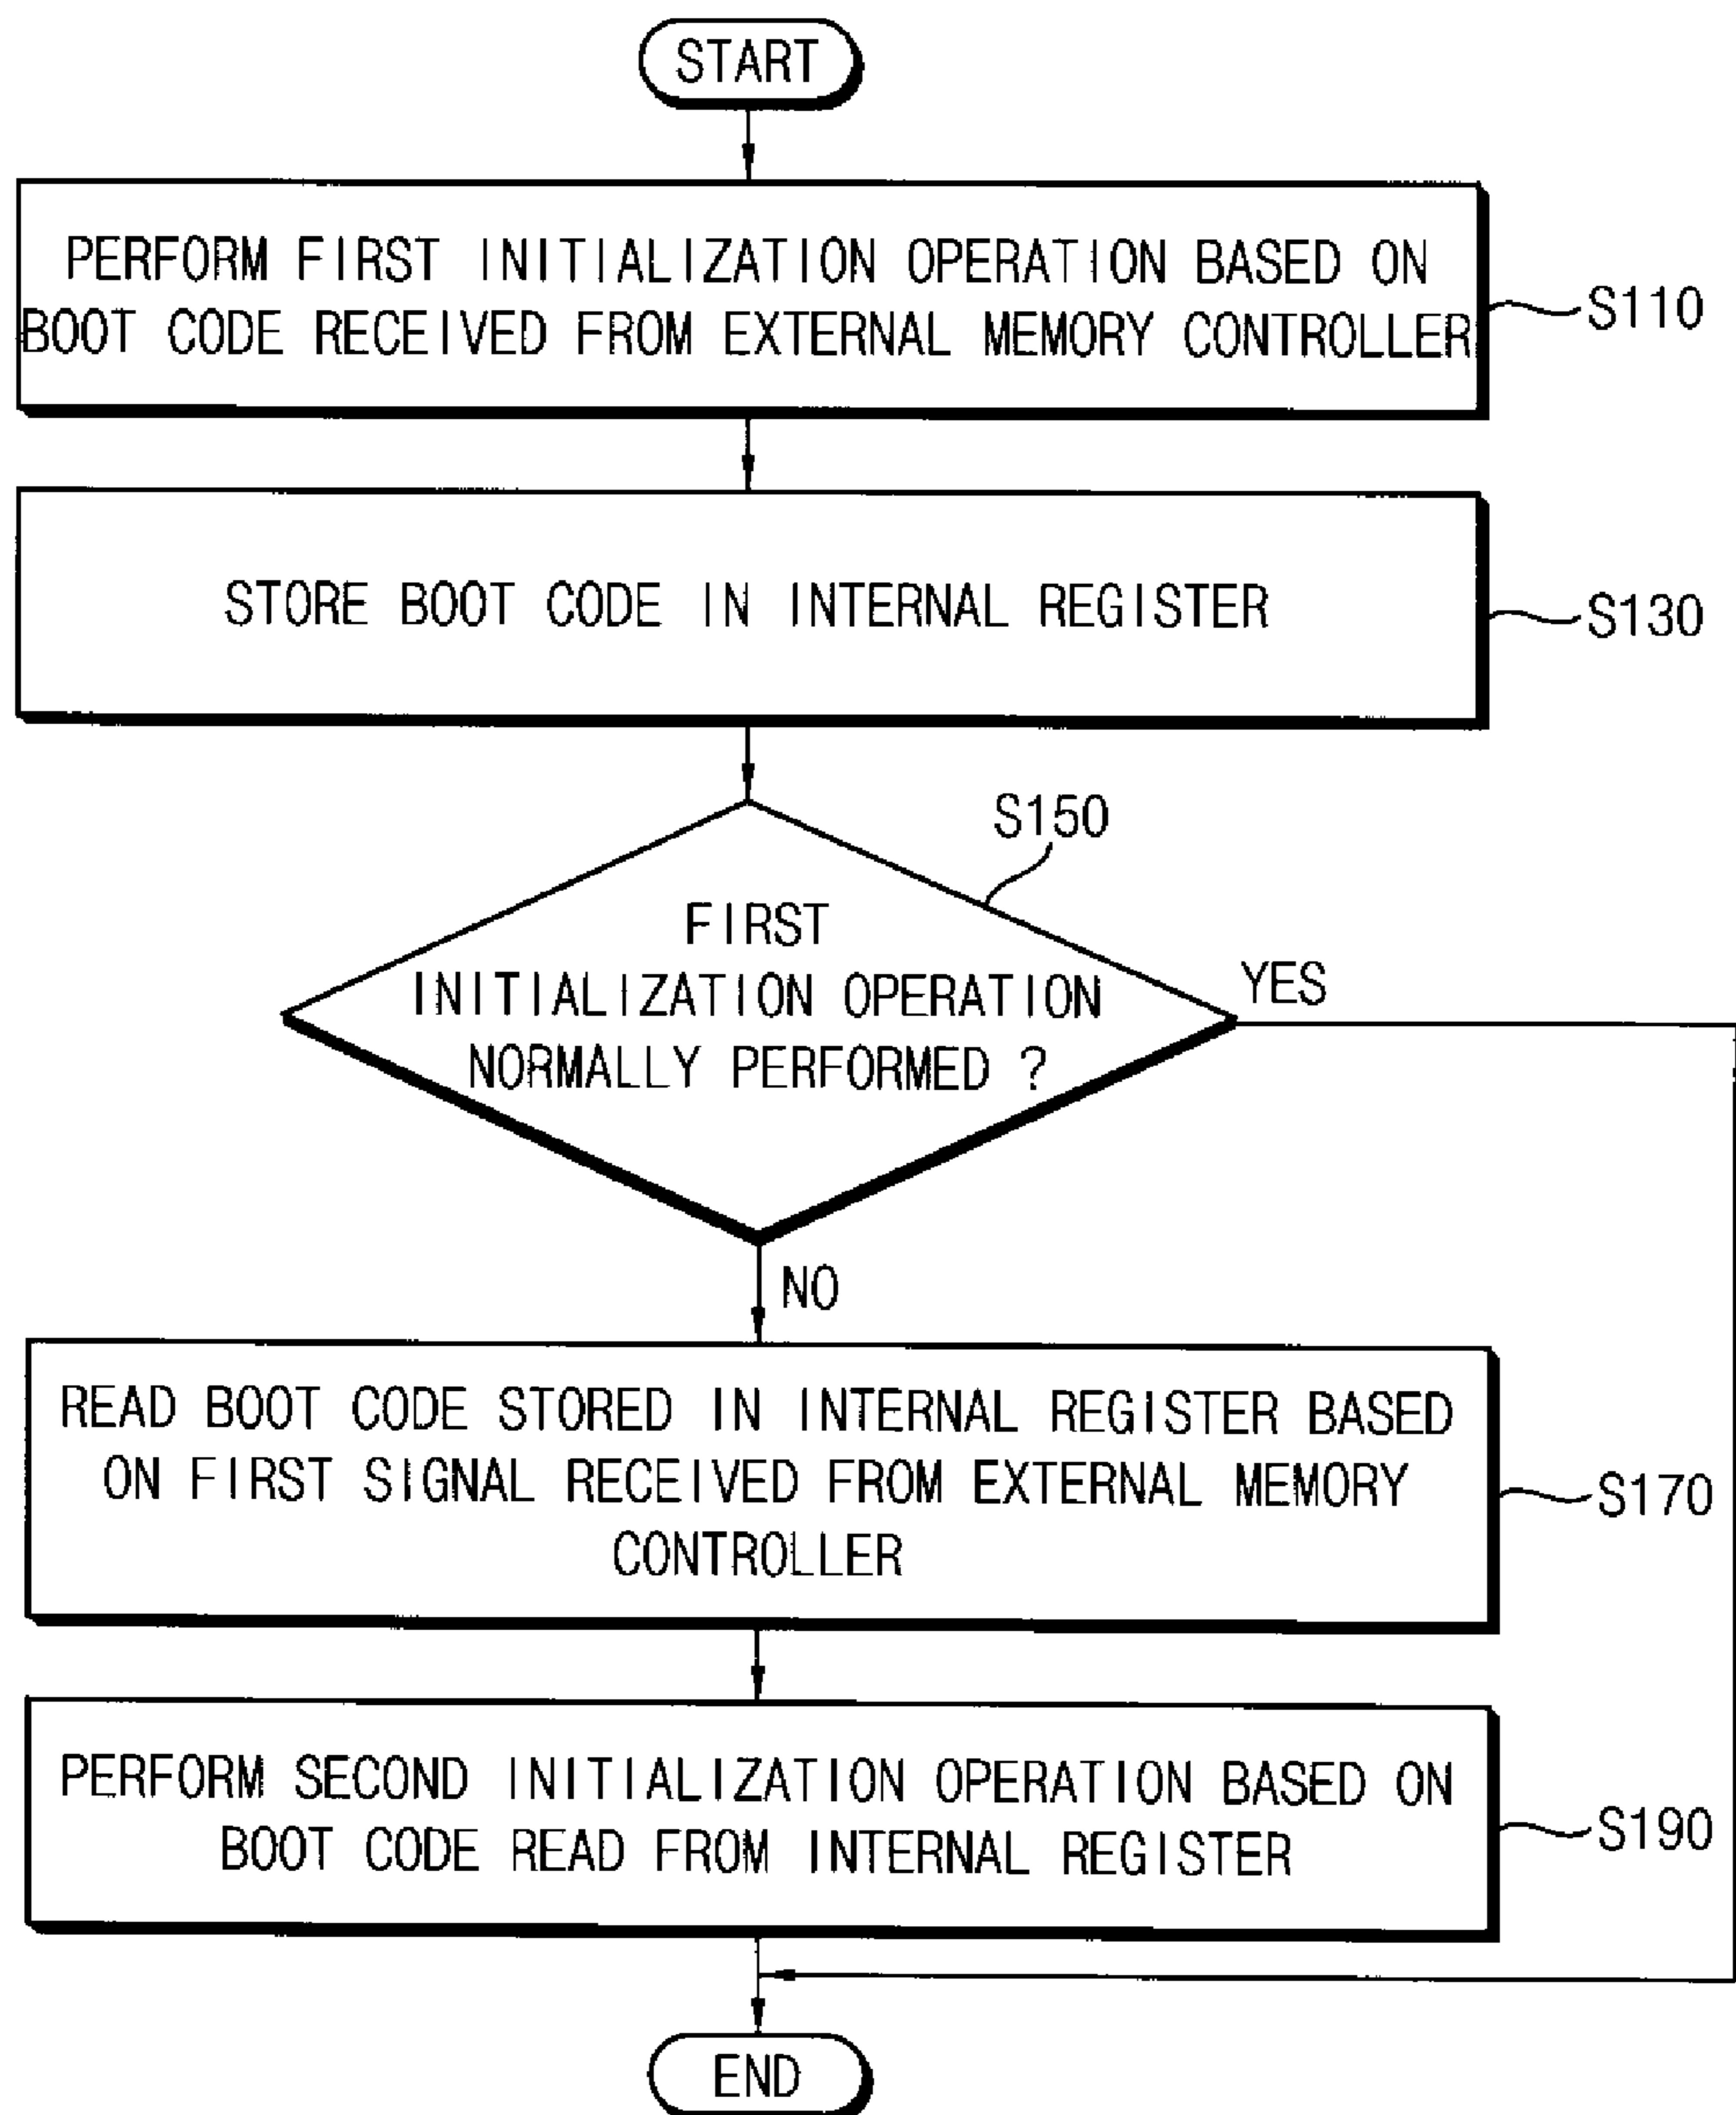 START
PERFORM FIRST INITIALIZATION OPERATION BASED ON
BOOT CODE RECEIVED FROM EXTERNAL MEMORY CONTROLLER
S110
STORE BOOT CODE IN INTERNAL REGISTER
S130
S150
FIRST
INITIALIZATION OPERATION
NORMALLY PERFORMED ?
YES
NO
READ BOOT CODE STORED IN INTERNAL REGISTER BASED
ON FIRST SIGNAL RECEIVED FROM EXTERNAL MEMORY
CONTROLLER
S170
PERFORM SECOND INITIALIZATION OPERATION BASED ON
BOOT CODE READ FROM INTERNAL REGISTER
S190
END